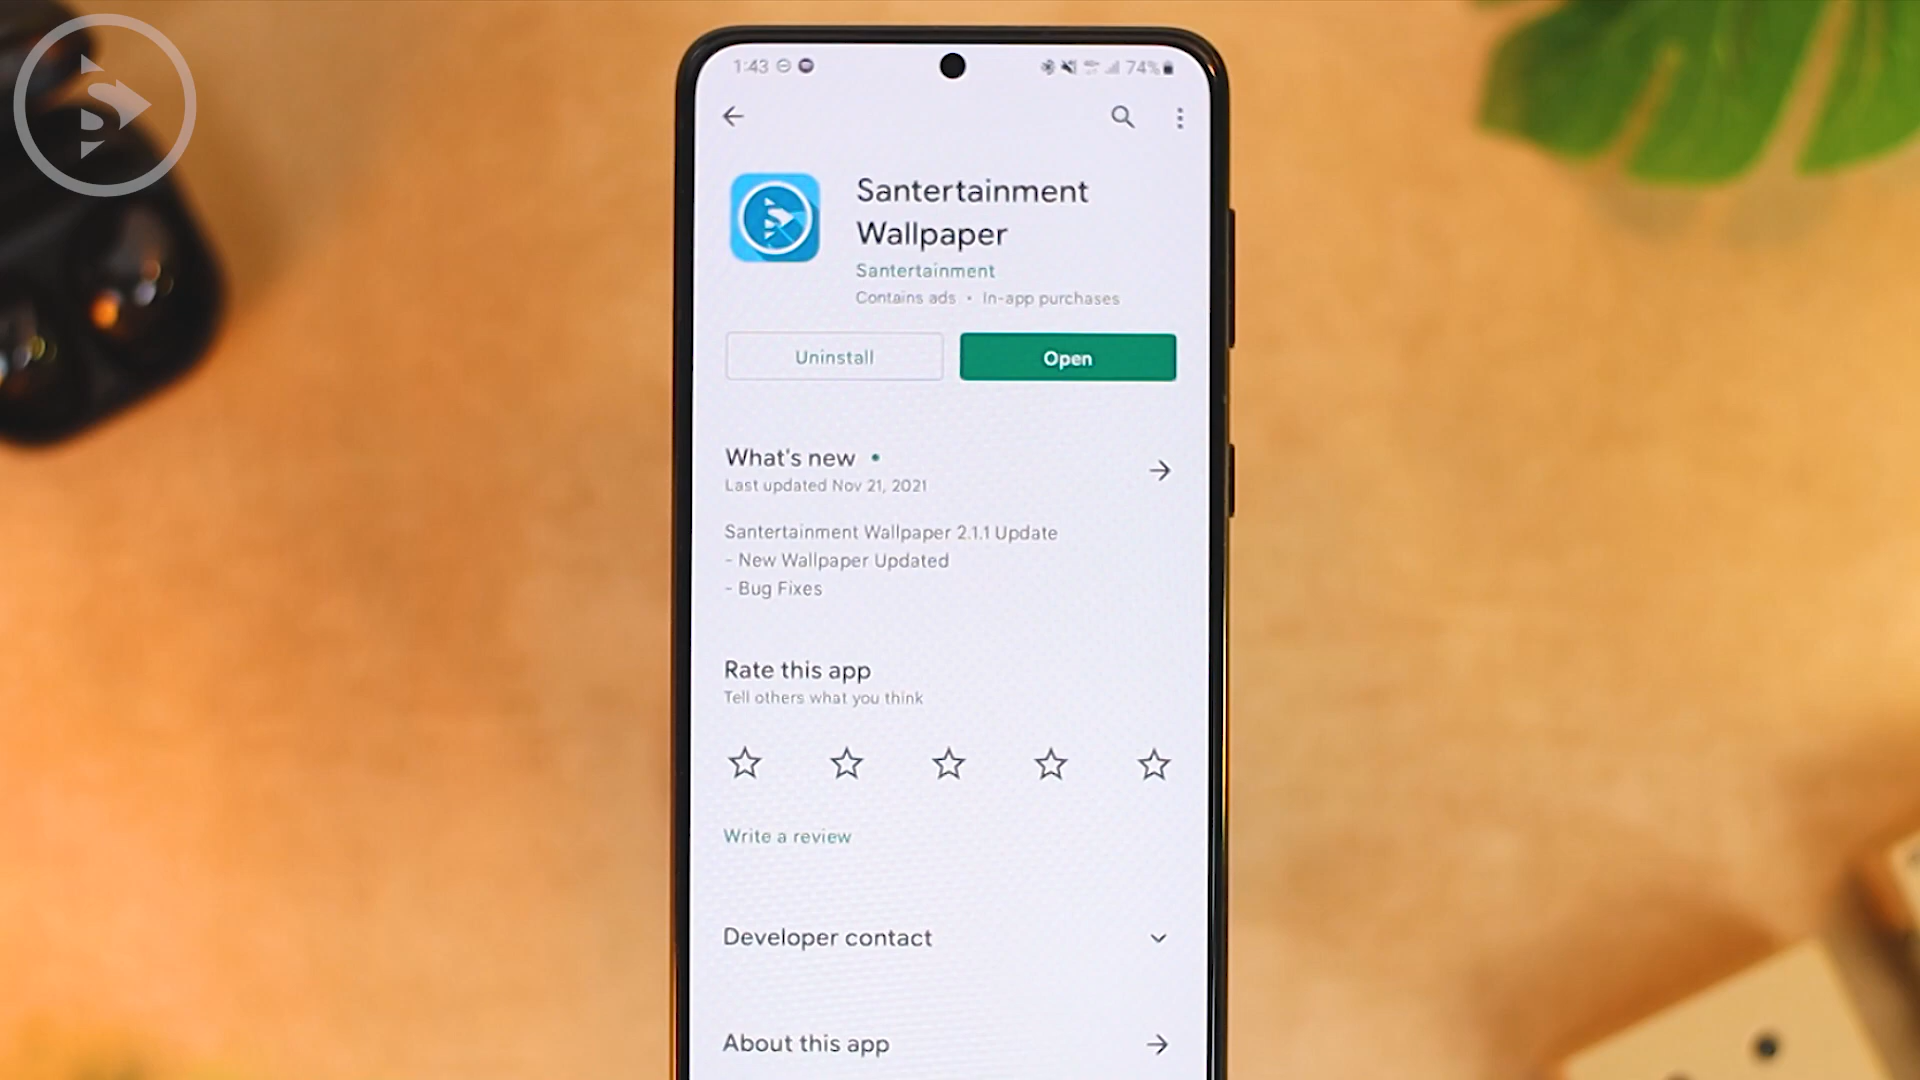 1:43
74%
Santertainment
Wallpaper
Santertainment
Contains ads • In-app purchases
Uninstall
Open
What's new •
Last updated Nov 21, 2021
Santertainment Wallpaper 2.1.1 Update
- New Wallpaper Updated
- Bug Fixes
Rate this app
Tell others what you think
Write a review
Developer contact
About this app